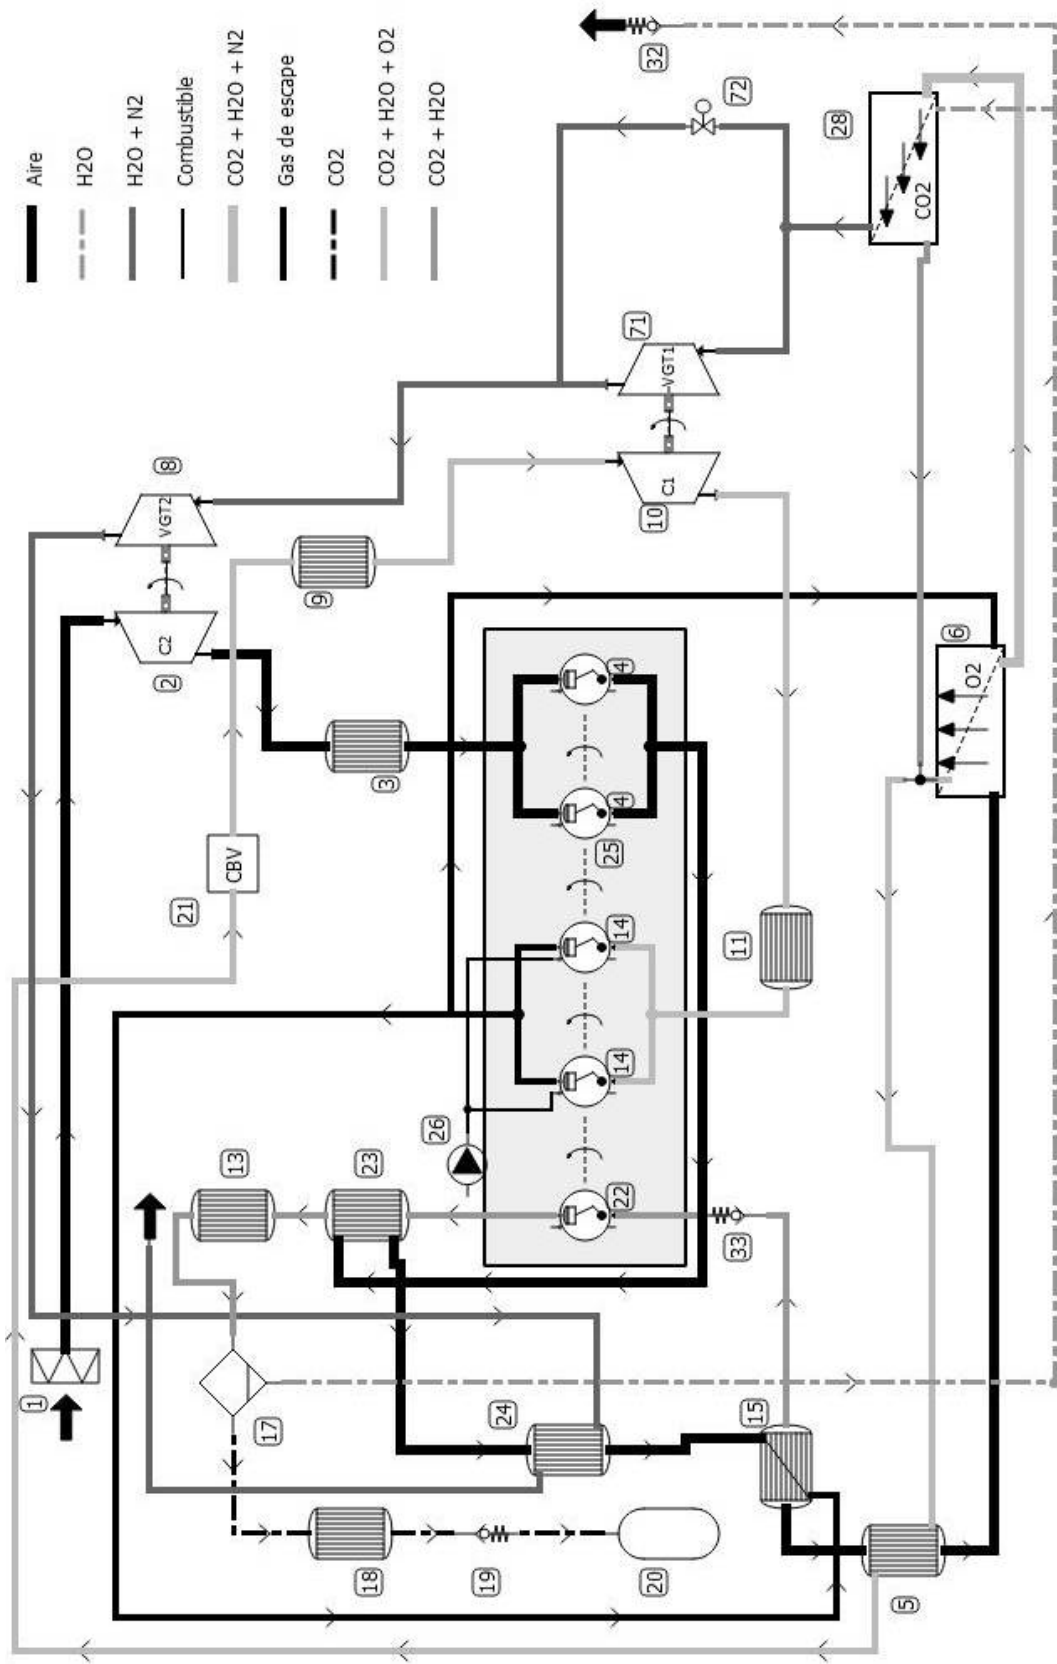 1
Aire
H2O
H2O + N2
C2
VGT2
2
8
21
Combustible
13
CBV
CO2 + H2O + N2
17
Gas de escape
9
CO2
18
23
3
CO2 + H2O + O2
26
CO2 + H2O
19
24
25
22
14
14
4
4
71
20
10
32
C1
VGT1
33
11
72
15
28
5
CO2
6
O2